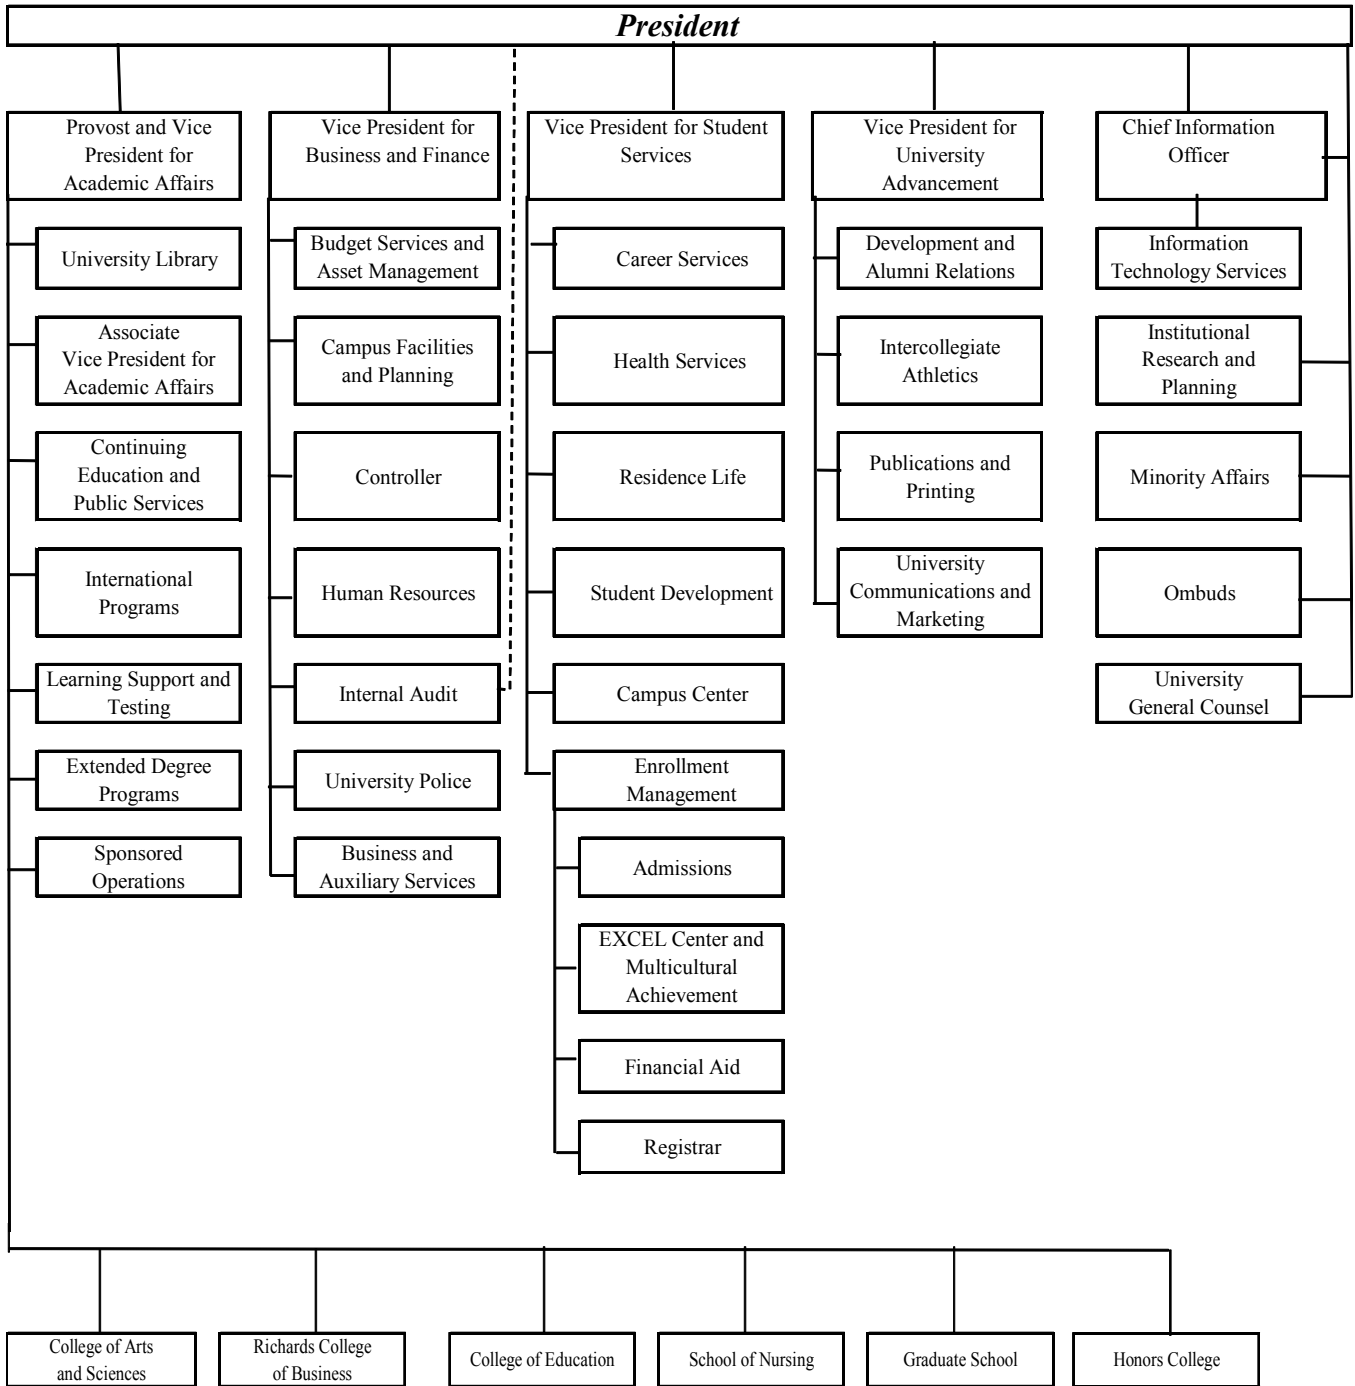 President
Provost and Vice
President for
Academic Affairs
Vice President for
Business and Finance
Vice President for Student
Services
Vice President for
University
Advancement
Chief Information
Officer
University Library
Budget Services and
Asset Management
Career Services
Development and
Alumni Relations
Information
Technology Services
Associate
Vice President for
Academic Affairs
Campus Facilities
and Planning
Health Services
Intercollegiate
Athletics
Institutional
Research and
Planning
Continuing
Education and
Public Services
Controller
Residence Life
Publications and
Printing
Minority Affairs
International
Programs
Human Resources
Student Development
University
Communications and
Marketing
Ombuds
Learning Support and
Testing
Internal Audit
Campus Center
University
General Counsel
Extended Degree
Programs
University Police
Enrollment
Management
Sponsored
Operations
Business and
Auxiliary Services
Admissions
EXCEL Center and
Multicultural
Achievement
Financial Aid
Registrar
College of Arts
and Sciences
Richards College
of Business
College of Education
School of Nursing
Graduate School
Honors College